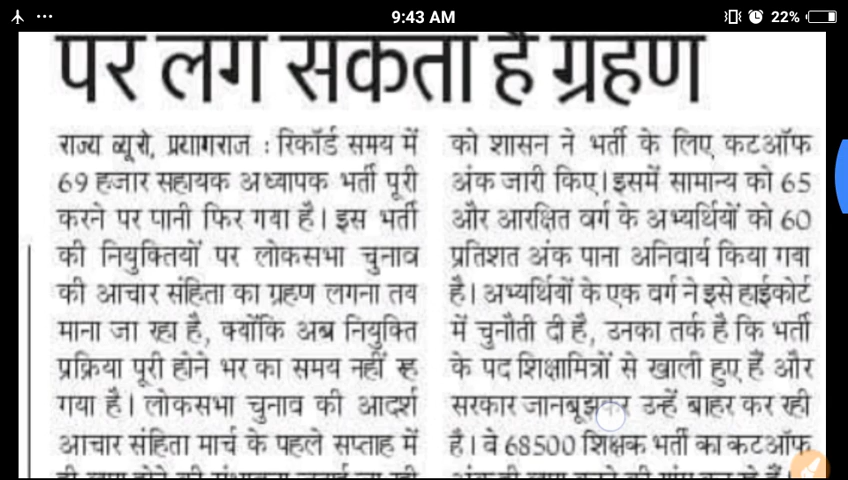 9:43 AM
22%
पर लग सकता है ग्रहण
राज्य ब्यूरो, प्रयागराज : रिकॉर्ड समय में
69 हजार सहायक अध्यापक भर्ती पूरी
करने पर पानी फिर गया है। इस भर्ती
की नियुक्तियों पर लोकसभा चुनाव
की आचार संहिता का ग्रहण लगना तय
माना जा रहा है, क्योंकि अब नियुक्ति
प्रक्रिया पूरी होने भर का समय नहीं रह
गया है। लोकसभा चुनाव की आदर्श
आचार संहिता मार्च के पहले सप्ताह में
को शासन ने भर्ती के लिए कटऑफ
अंक जारी किए। इसमें सामान्य को 65
और आरक्षित वर्ग के अभ्यर्थियों को 60
प्रतिशत अंक पाना अनिवार्य किया गया
है। अभ्यर्थियों के एक वर्ग ने इसे हाईकोर्ट
में चुनौती दी है, उनका तर्क है कि भर्ती
के पद शिक्षामित्रों से खाली हुए हैं और
सरकार जानबूझकर उन्हें बाहर कर रही
है। वे 68500 शिक्षक भर्ती का कटऑफ